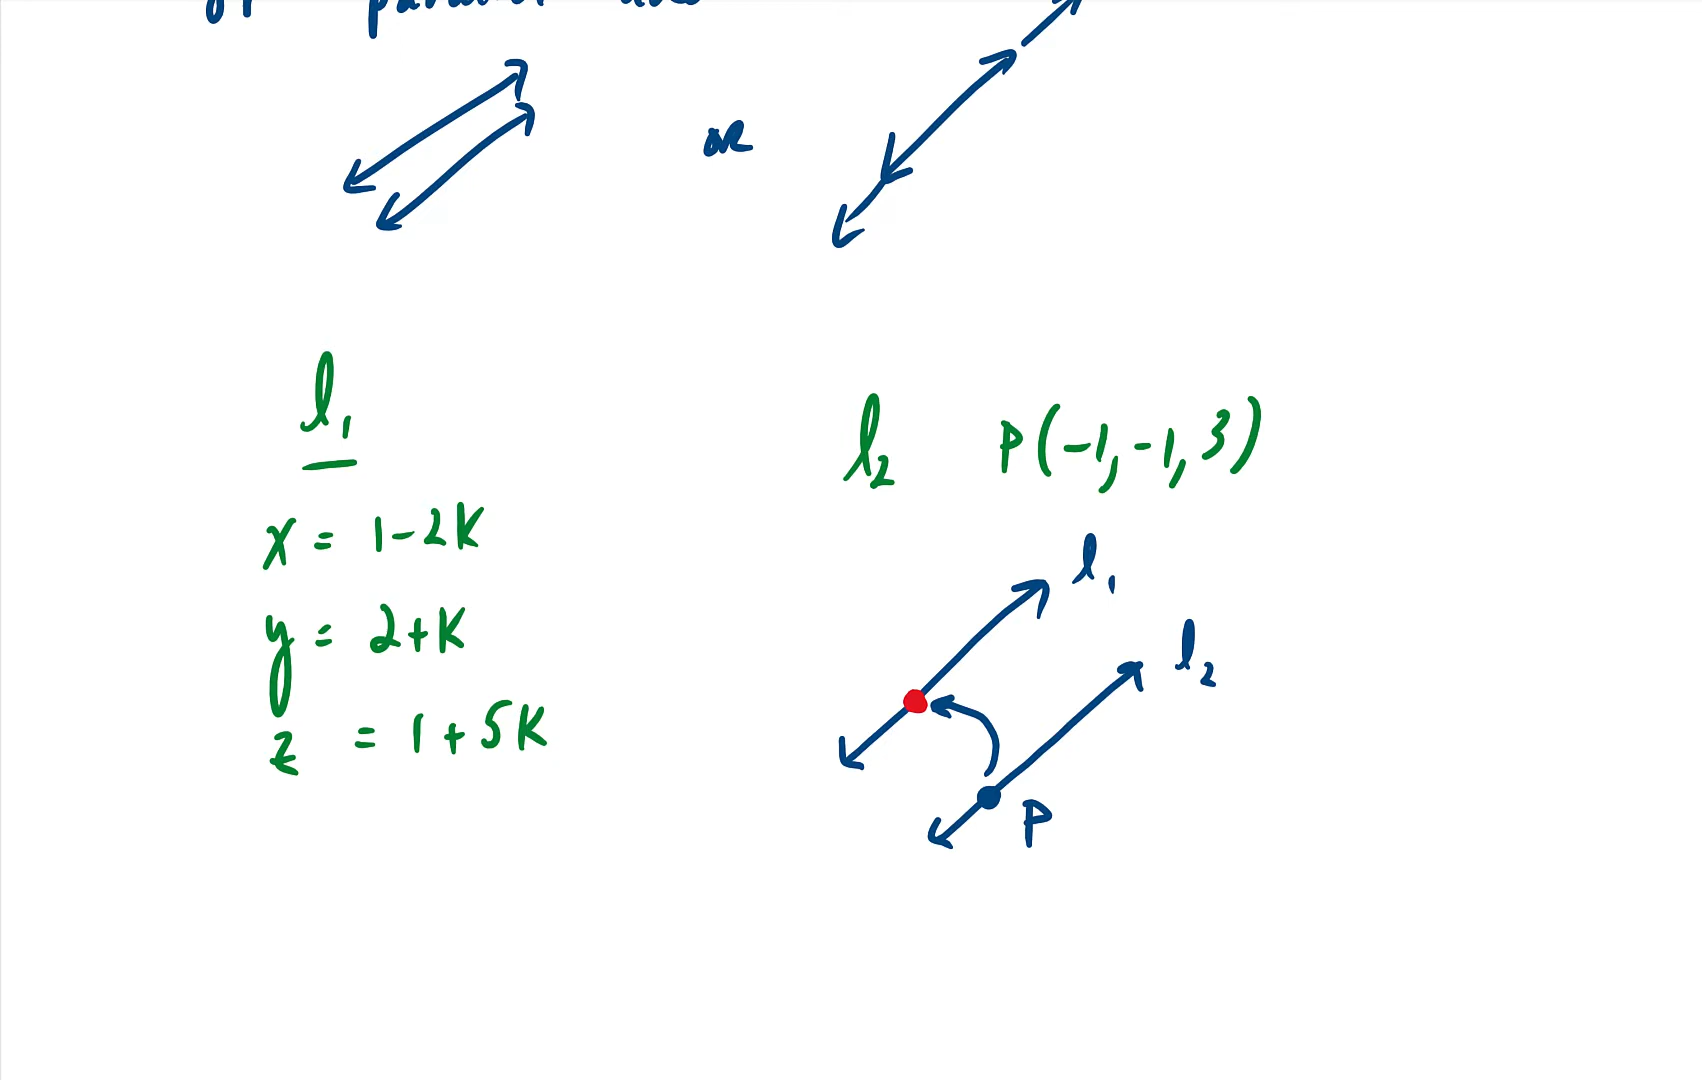 OR
l₁
l₂ P(-1,-1,3)
x = 1-2K
y = 2+K
z = 1+5K
l₁
l₂
P